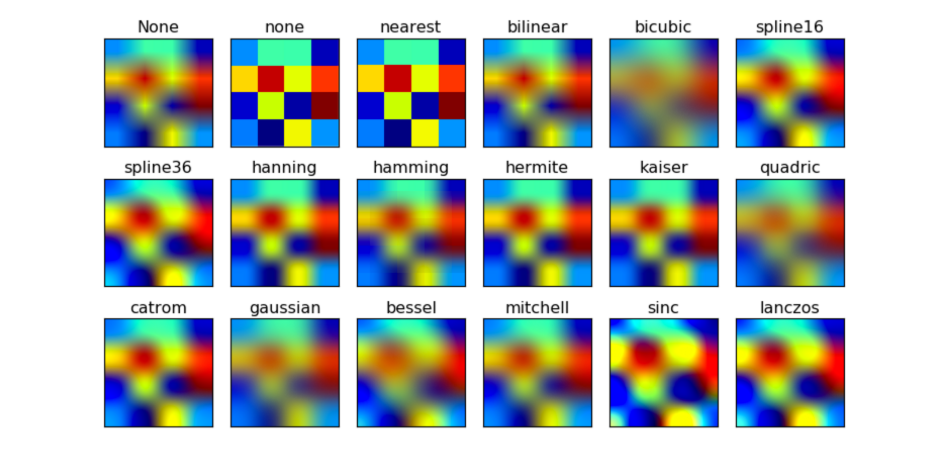 None none nearest bilinear bicubic spline16
spline36 hanning hamming hermite kaiser quadric
catrom gaussian bessel mitchell sinc lanczos